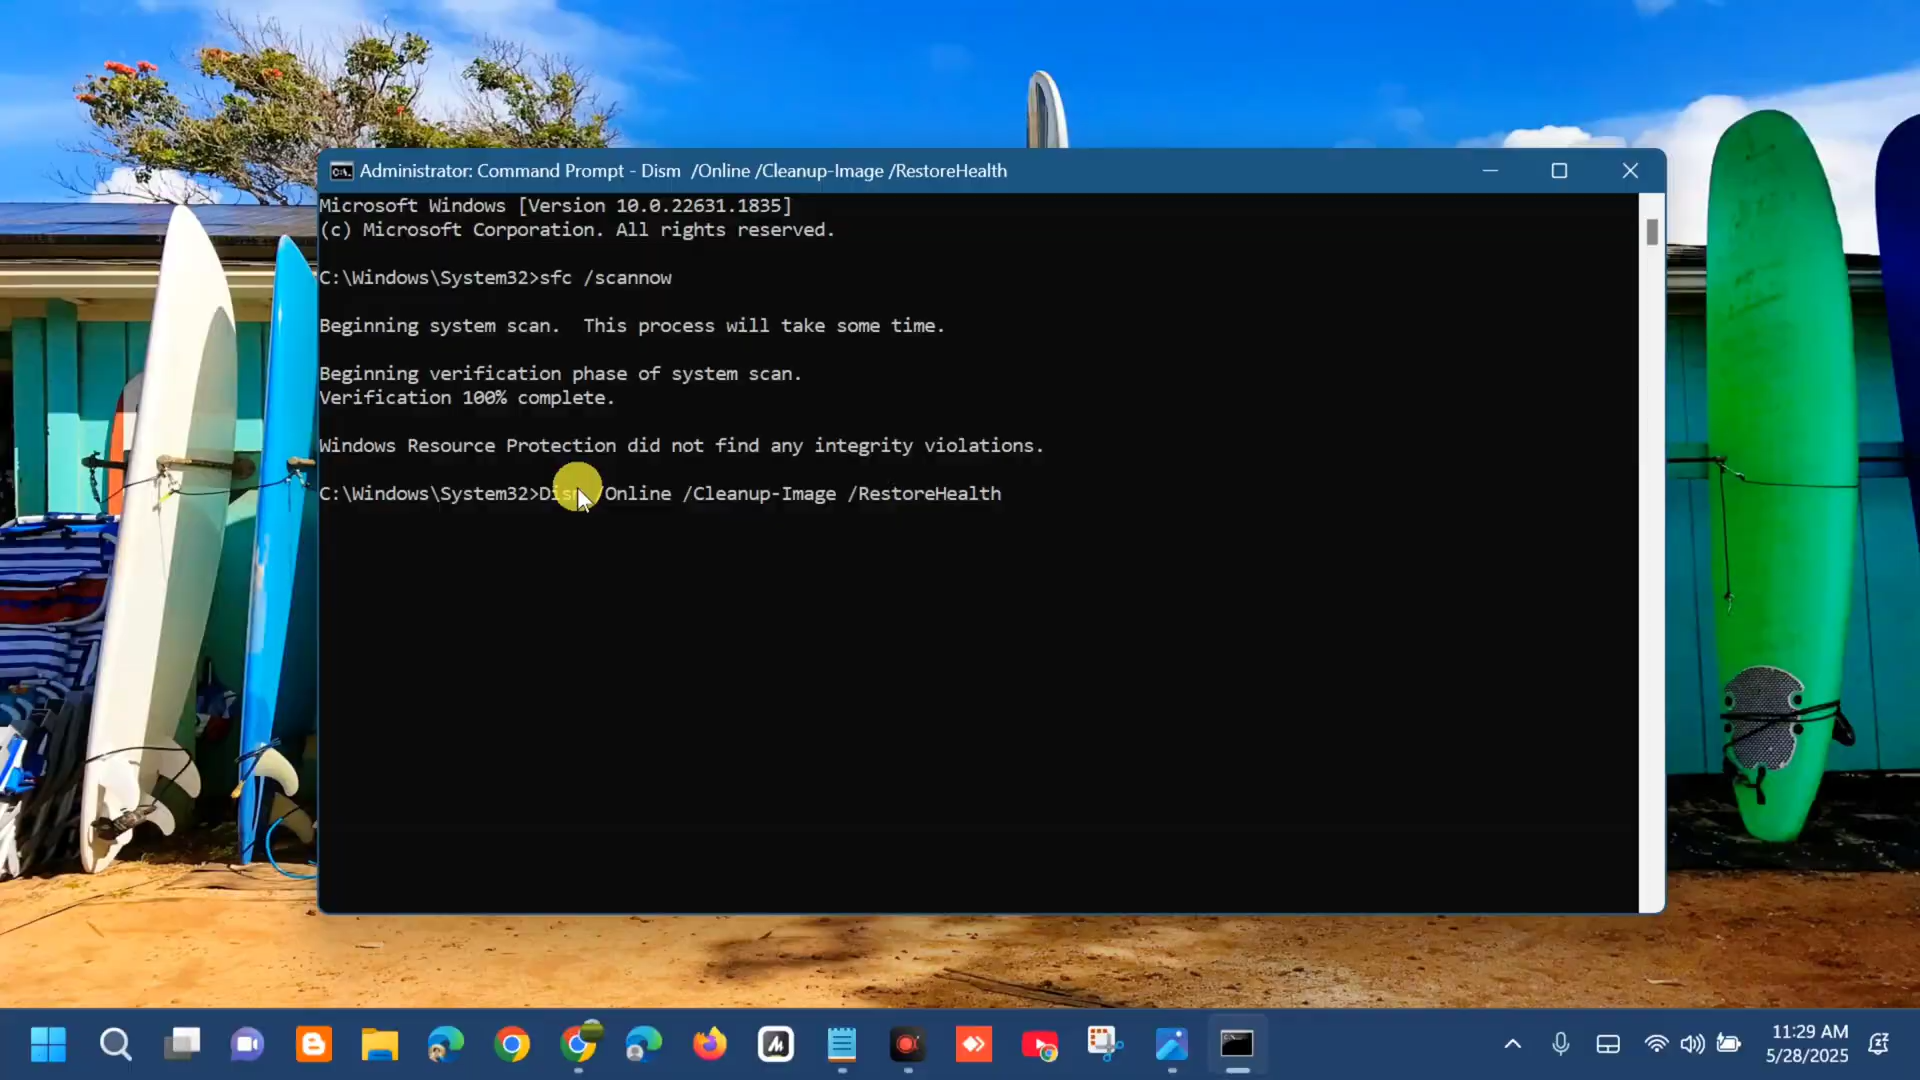 Administrator: Command Prompt - Dism  /Online /Cleanup-Image /RestoreHealth
Microsoft Windows [Version 10.0.22631.1835]
(c) Microsoft Corporation. All rights reserved.
C:\Windows\System32>sfc /scannow
Beginning system scan.  This process will take some time.
Beginning verification phase of system scan.
Verification 100% complete.
Windows Resource Protection did not find any integrity violations.
C:\Windows\System32>Dism /Online /Cleanup-Image /RestoreHealth
11:29 AM
5/28/2025